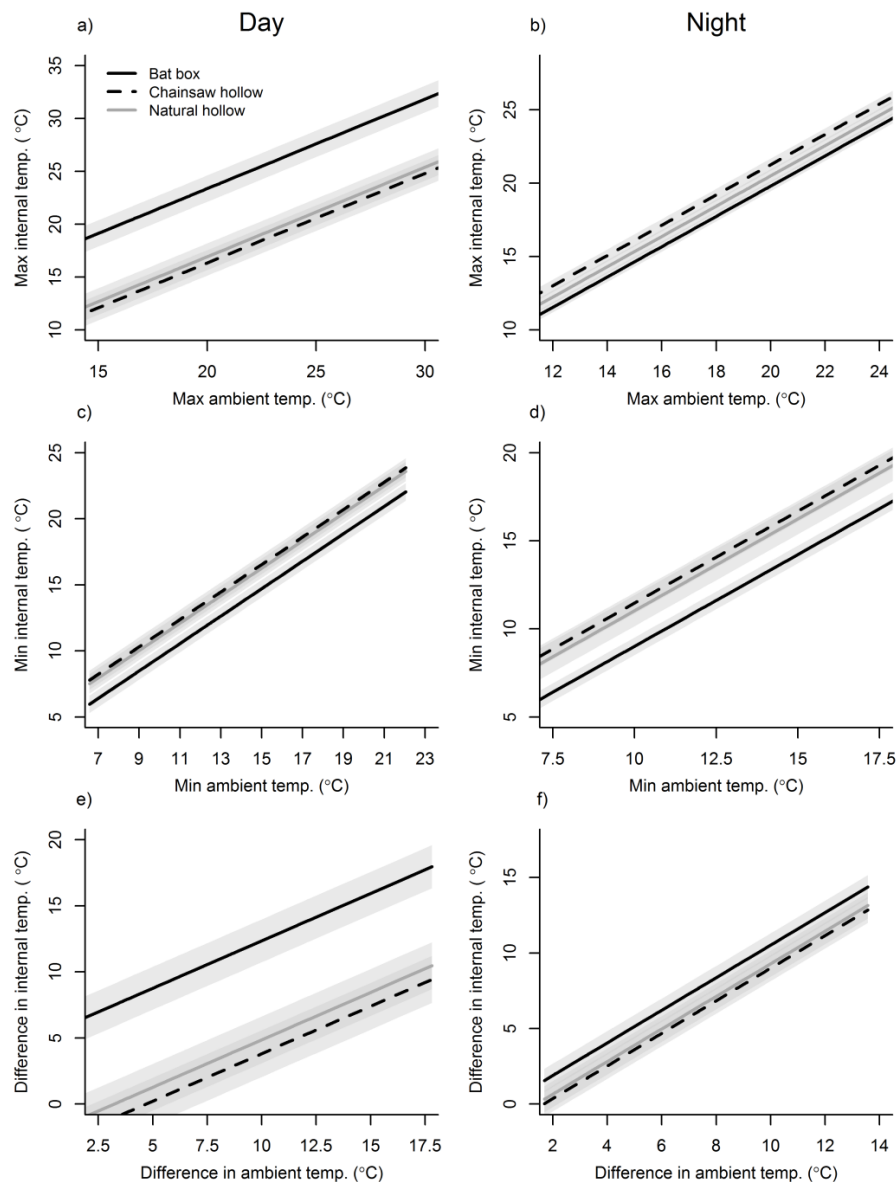 Day
Night
a)
Bat box
Chainsaw hollow
Natural hollow
35
30
25
20
15
10
Max internal temp. ( °C)
15 20 25 30
Max ambient temp. (°C)
b)
25
20
15
10
Max internal temp. ( °C)
12 14 16 18 20 22 24
Max ambient temp. (°C)
c)
25
20
15
10
5
Min internal temp. ( °C)
7 9 11 13 15 17 19 21 23
Min ambient temp. (°C)
d)
20
15
10
5
Min internal temp. ( °C)
7.5 10 12.5 15 17.5
Min ambient temp. (°C)
e)
20
15
10
5
0
Difference in internal temp. ( °C)
2.5 5 7.5 10 12.5 15 17.5
Difference in ambient temp. (°C)
f)
15
10
5
0
Difference in internal temp. ( °C)
2 4 6 8 10 12 14
Difference in ambient temp. (°C)